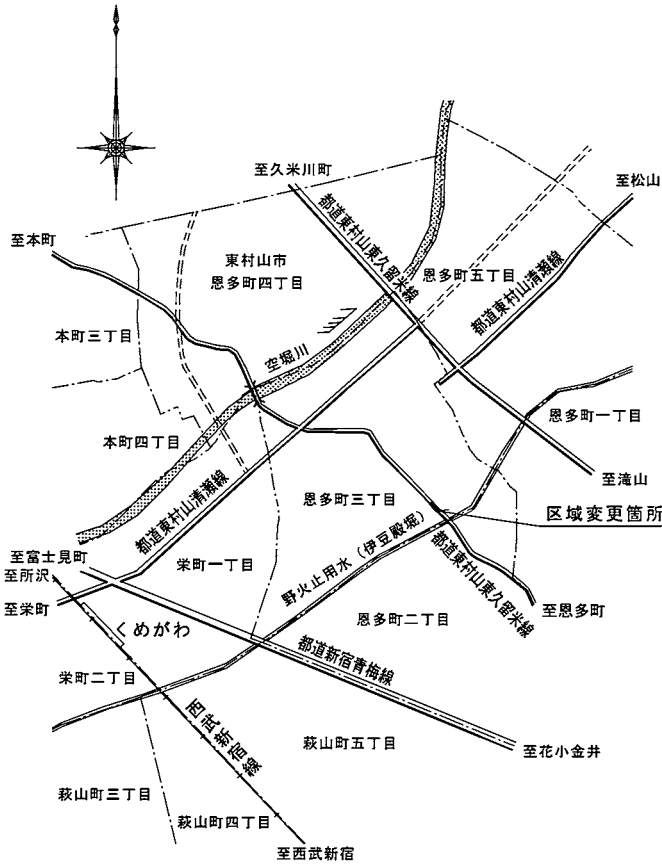 至久米川町
至松山
都道東村山東久留米線
至本町
東村山市
恩多町四丁目
恩多町五丁目
都道東村山清瀬線
本町三丁目
空堀川
恩多町一丁目
本町四丁目
至滝山
都道東村山清瀬線
恩多町三丁目
区域変更箇所
至富士見町
栄町一丁目
野火止用水（伊豆殿堀）
都道東村山東久留米線
至所沢
至栄町
恩多町二丁目
至恩多町
くめがわ
都道新宿青梅線
栄町二丁目
西武新宿線
萩山町五丁目
至花小金井
萩山町三丁目
萩山町四丁目
至西武新宿